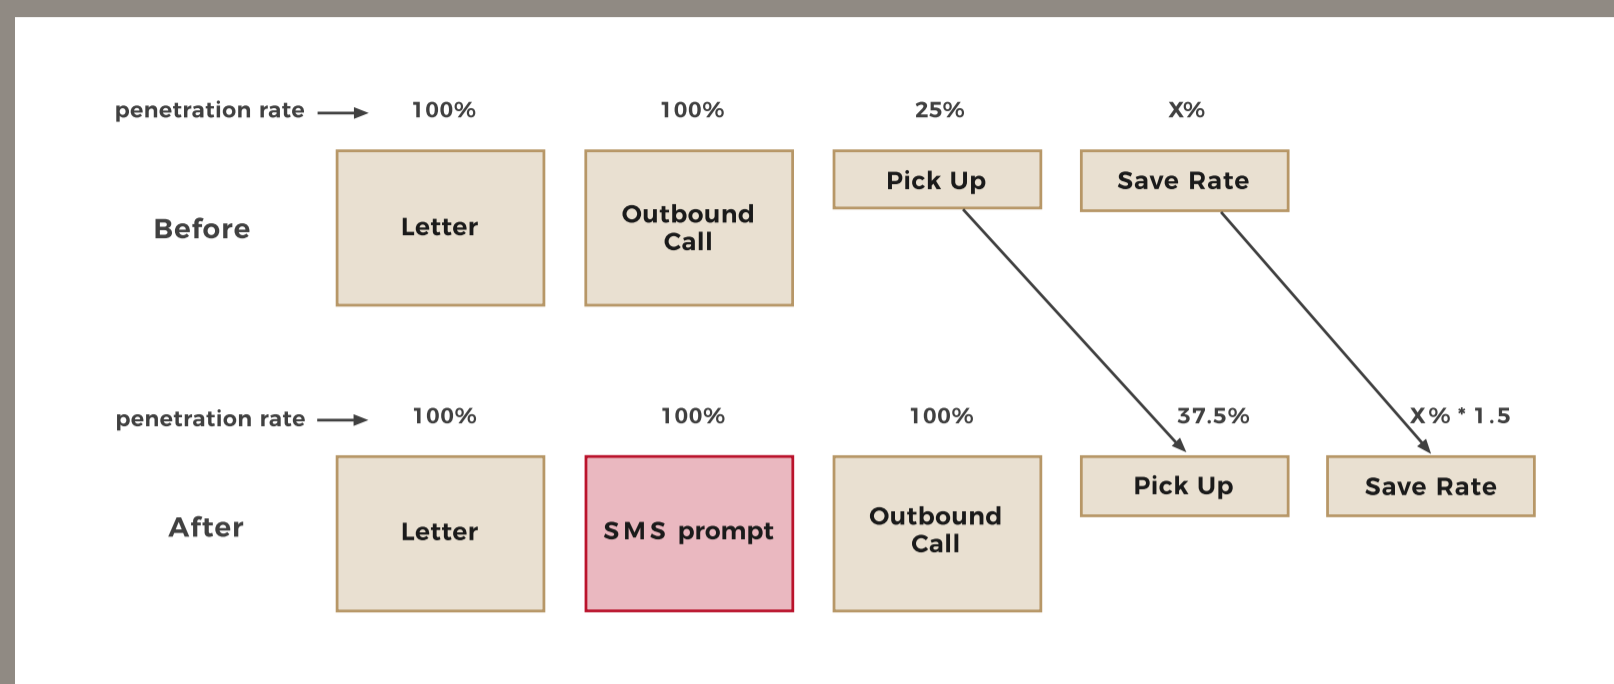 penetration rate 100% 100% 25% X%
Before
Letter
Outbound
Call
Pick Up
Save Rate
penetration rate 100% 100% 100% 37.5% X% * 1.5
After
Letter
SMS prompt
Outbound
Call
Pick Up
Save Rate